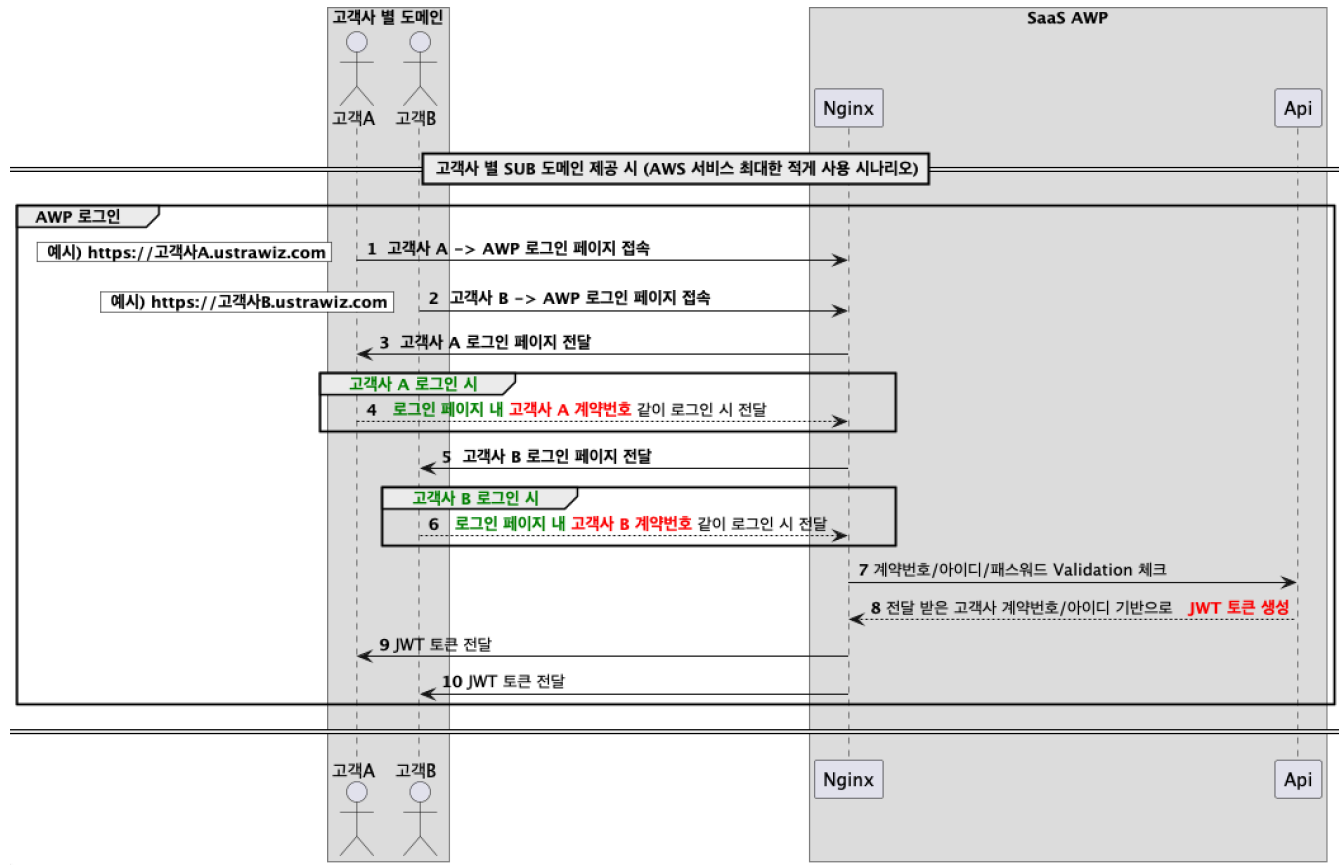 고객사 별 도메인
SaaS AWP
고객A
고객B
Nginx
Api
고객사 별 SUB 도메인 제공 시 (AWS 서비스 최대한 적게 사용 시나리오)
AWP 로그인
예시) https://고객사A.ustrawiz.com
1 고객사 A -> AWP 로그인 페이지 접속
예시) https://고객사B.ustrawiz.com
2 고객사 B -> AWP 로그인 페이지 접속
3 고객사 A 로그인 페이지 전달
고객사 A 로그인 시
4 로그인 페이지 내 고객사 A 계약번호 같이 로그인 시 전달
5 고객사 B 로그인 페이지 전달
고객사 B 로그인 시
6 로그인 페이지 내 고객사 B 계약번호 같이 로그인 시 전달
7 계약번호/아이디/패스워드 Validation 체크
8 전달 받은 고객사 계약번호/아이디 기반으로 JWT 토큰 생성
9 JWT 토큰 전달
10 JWT 토큰 전달
고객A
고객B
Nginx
Api